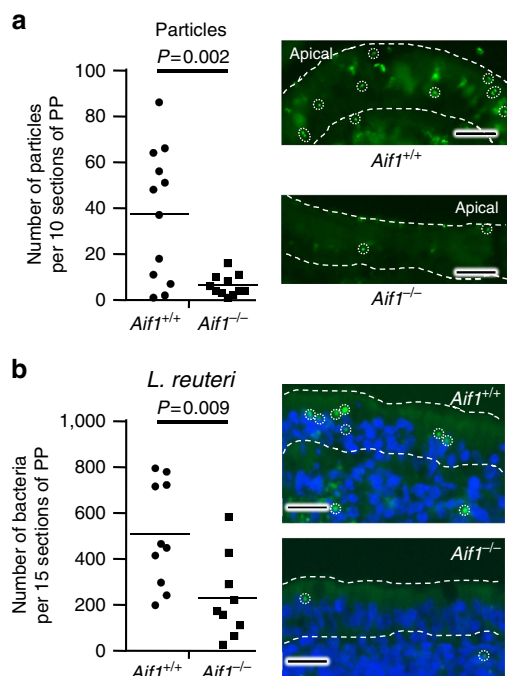 a
Particles
P=0.002
100
80
60
40
20
0
Number of particles
per 10 sections of PP
Aif1+/+
Aif1–/–
Apical
Aif1+/+
Apical
Aif1–/–
b
L. reuteri
P=0.009
1,000
800
600
400
200
0
Number of bacteria
per 15 sections of PP
Aif1+/+
Aif1–/–
Aif1+/+
Aif1–/–